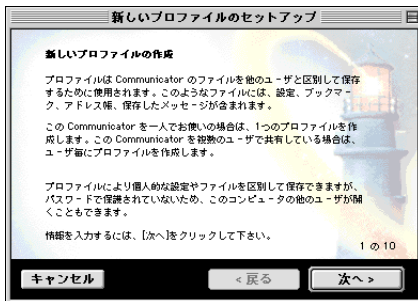 新しいプロファイルのセットアップ
新しいプロファイルの作成
プロファイルは Communicator のファイルを他のユーザと区別して保存
するために使用されます。このようなファイルには、設定、ブックマー
ク、アドレス帳、保存したメッセージが含まれます。
この Communicator を一人でお使いの場合は、1つのプロファイルを作
成します。この Communicator を複数のユーザで共有している場合は、
ユーザ毎にプロファイルを作成します。
プロファイルにより個人的な設定やファイルを区別して保存できますが、
パスワードで保護されていないため、このコンピュータの他のユーザが開
くこともできます。
情報を入力するには、[次へ]をクリックして下さい。
1 の 10
キャンセル
< 戻る
次へ >